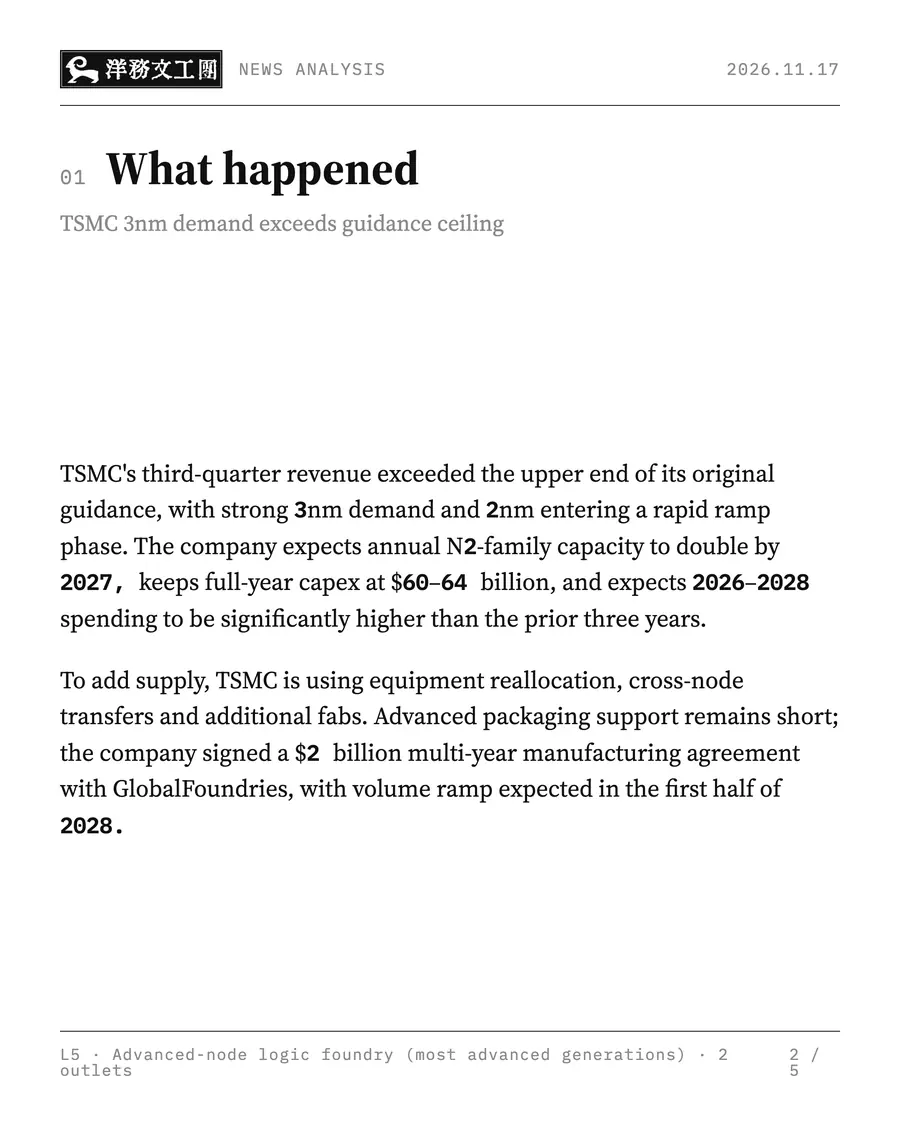 洋務文工團 NEWS ANALYSIS 2026.11.17
01 What happened
TSMC 3nm demand exceeds guidance ceiling
TSMC's third-quarter revenue exceeded the upper end of its original
guidance, with strong 3nm demand and 2nm entering a rapid ramp
phase. The company expects annual N2-family capacity to double by
2027, keeps full-year capex at $60–64 billion, and expects 2026–2028
spending to be significantly higher than the prior three years.
To add supply, TSMC is using equipment reallocation, cross-node
transfers and additional fabs. Advanced packaging support remains short;
the company signed a $2 billion multi-year manufacturing agreement
with GlobalFoundries, with volume ramp expected in the first half of
2028.
L5 · Advanced-node logic foundry (most advanced generations) · 2
outlets
2 /
5